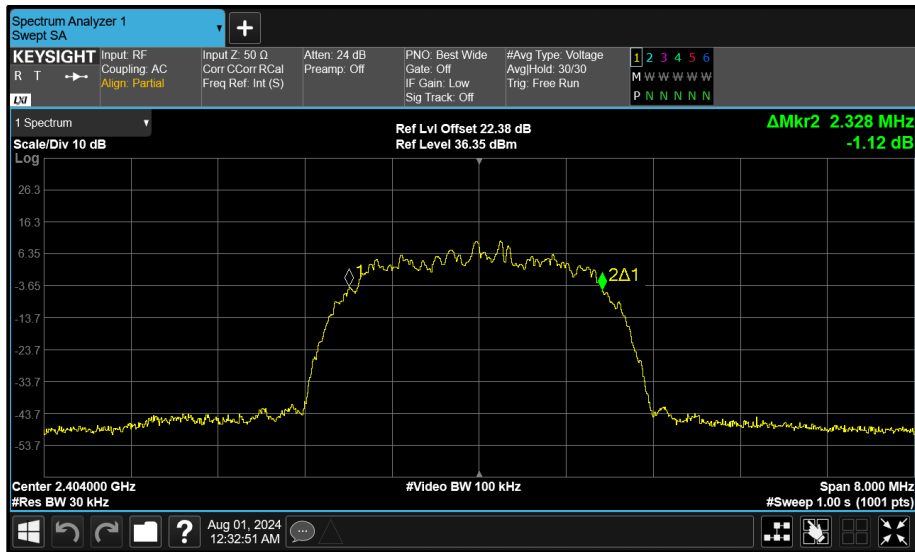 Spectrum Analyzer 1
Swept SA
+
KEYSIGHT
R T
LXI
Input: RF
Coupling: AC
Align: Partial
Input Z: 50 Ω
Corr CCorr RCal
Freq Ref: Int (S)
Atten: 24 dB
Preamp: Off
PNO: Best Wide
Gate: Off
IF Gain: Low
Sig Track: Off
#Avg Type: Voltage
Avg|Hold: 30/30
Trig: Free Run
1 2 3 4 5 6
M W W W W W
P N N N N N
1 Spectrum
Scale/Div 10 dB
Ref Lvl Offset 22.38 dB
Ref Level 36.35 dBm
ΔMkr2 2.328 MHz
-1.12 dB
Log
26.3
16.3
6.35
-3.65
-13.7
-23.7
-33.7
-43.7
-53.7
1
2Δ1
Center 2.404000 GHz
#Res BW 30 kHz
#Video BW 100 kHz
Span 8.000 MHz
#Sweep 1.00 s (1001 pts)
?
Aug 01, 2024
12:32:51 AM